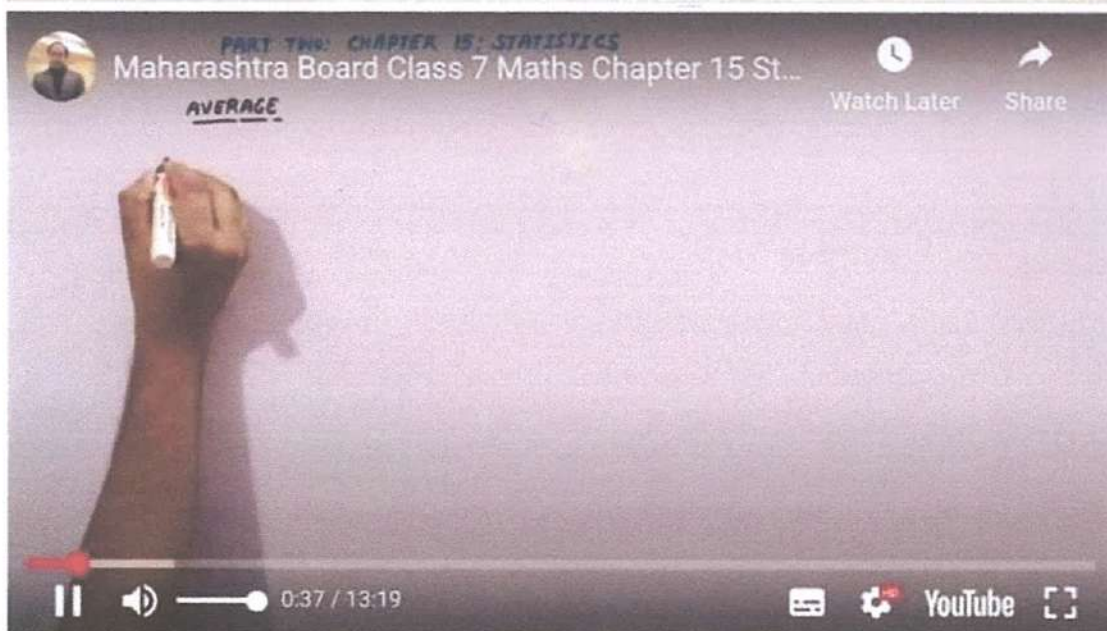 PART TWO: CHAPTER 15: STATISTICS
Maharashtra Board Class 7 Maths Chapter 15 St...
Watch Later Share
AVERAGE
0:37 / 13:19
YouTube